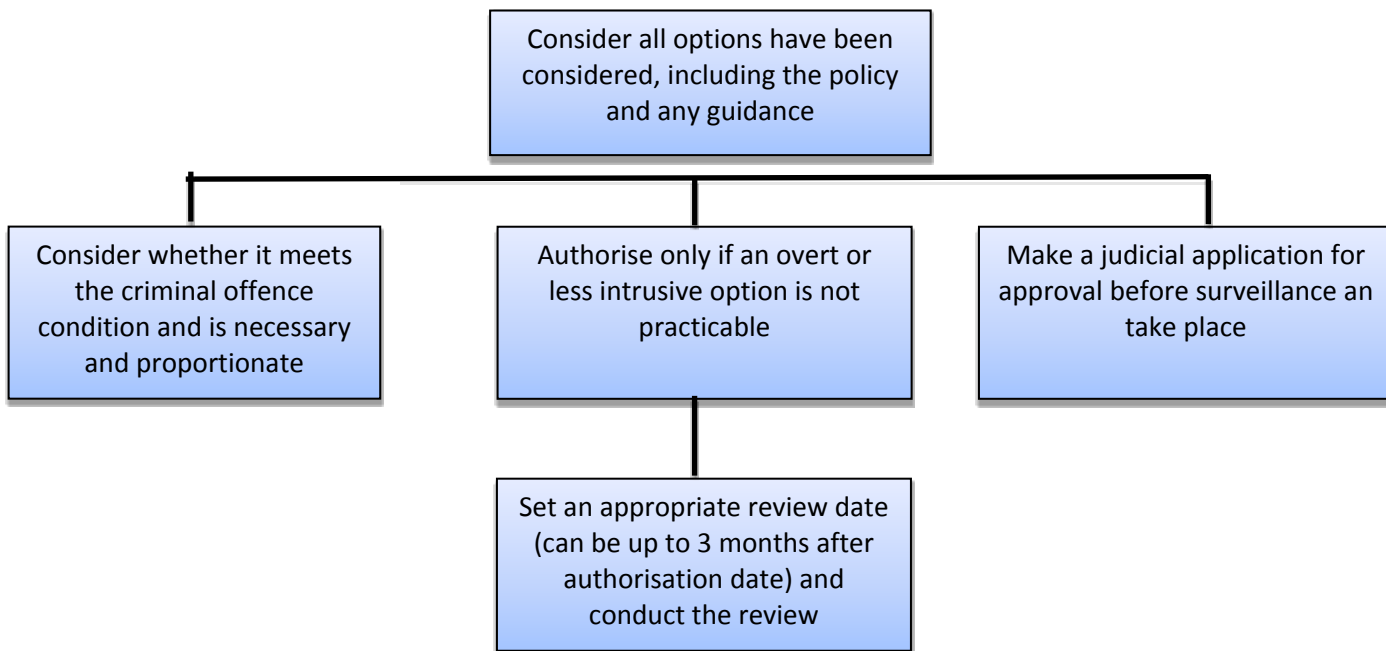 Consider all options have been
considered, including the policy
and any guidance
Consider whether it meets
the criminal offence
condition and is necessary
and proportionate
Authorise only if an overt or
less intrusive option is not
practicable
Make a judicial application for
approval before surveillance an
take place
Set an appropriate review date
(can be up to 3 months after
authorisation date) and
conduct the review